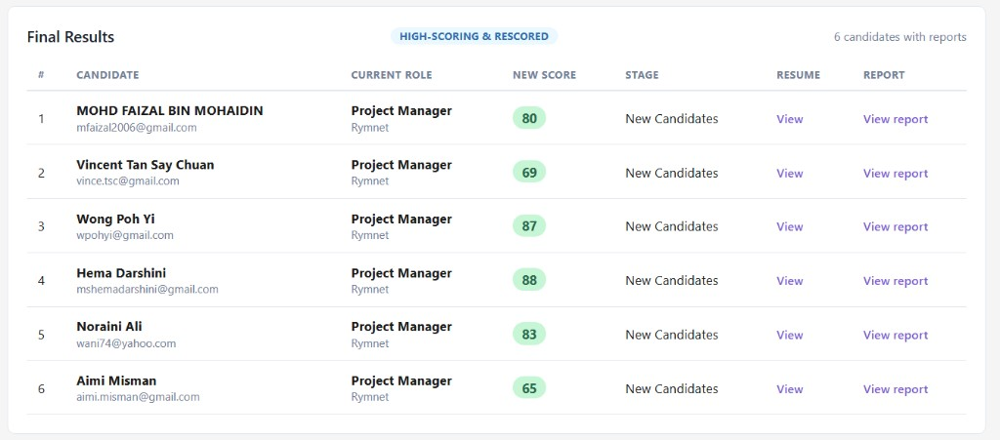 Final Results HIGH-SCORING & RESCORED 6 candidates with reports
# CANDIDATE CURRENT ROLE NEW SCORE STAGE RESUME REPORT
1 MOHD FAIZAL BIN MOHAIDIN Project Manager 80 New Candidates View View report
mfaizal2006@gmail.com Rymnet
2 Vincent Tan Say Chuan Project Manager 69 New Candidates View View report
vince.tsc@gmail.com Rymnet
3 Wong Poh Yi Project Manager 87 New Candidates View View report
wpohyi@gmail.com Rymnet
4 Hema Darshini Project Manager 88 New Candidates View View report
mshemadarshini@gmail.com Rymnet
5 Noraini Ali Project Manager 83 New Candidates View View report
wani74@yahoo.com Rymnet
6 Aimi Misman Project Manager 65 New Candidates View View report
aimi.misman@gmail.com Rymnet